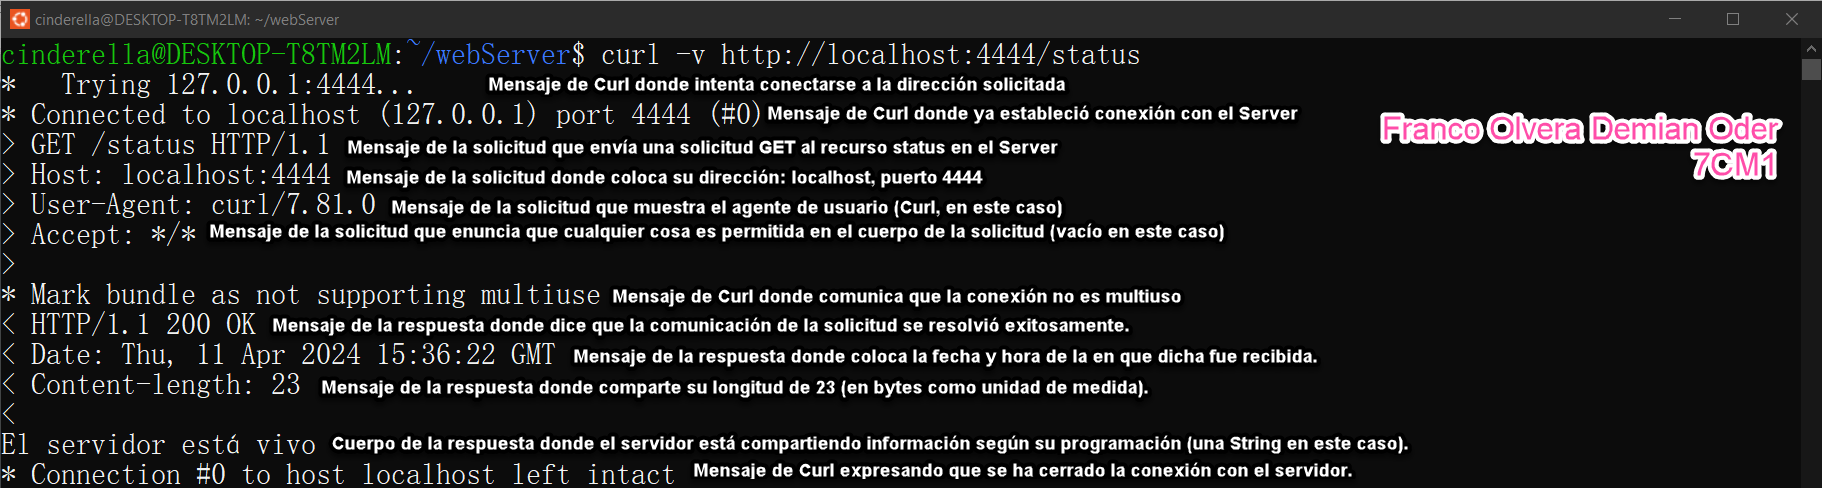 cinderella@DESKTOP-T8TM2LM: ~/webServer
cinderella@DESKTOP-T8TM2LM:~/webServer$ curl -v http://localhost:4444/status
*   Trying 127.0.0.1:4444... Mensaje de Curl donde intenta conectarse a la dirección solicitada
* Connected to localhost (127.0.0.1) port 4444 (#0) Mensaje de Curl donde ya estableció conexión con el Server
Franco Olvera Demian Oder
7CM1
> GET /status HTTP/1.1 Mensaje de la solicitud que envía una solicitud GET al recurso status en el Server
> Host: localhost:4444 Mensaje de la solicitud donde coloca su dirección: localhost, puerto 4444
> User-Agent: curl/7.81.0 Mensaje de la solicitud que muestra el agente de usuario (Curl, en este caso)
> Accept: */* Mensaje de la solicitud que enuncia que cualquier cosa es permitida en el cuerpo de la solicitud (vacío en este caso)
>
* Mark bundle as not supporting multiuse Mensaje de Curl donde comunica que la conexión no es multiuso
< HTTP/1.1 200 OK Mensaje de la respuesta donde dice que la comunicación de la solicitud se resolvió exitosamente.
< Date: Thu, 11 Apr 2024 15:36:22 GMT Mensaje de la respuesta donde coloca la fecha y hora de la en que dicha fue recibida.
< Content-length: 23 Mensaje de la respuesta donde comparte su longitud de 23 (en bytes como unidad de medida).
<
El servidor está vivo Cuerpo de la respuesta donde el servidor está compartiendo información según su programación (una String en este caso).
* Connection #0 to host localhost left intact Mensaje de Curl expresando que se ha cerrado la conexión con el servidor.